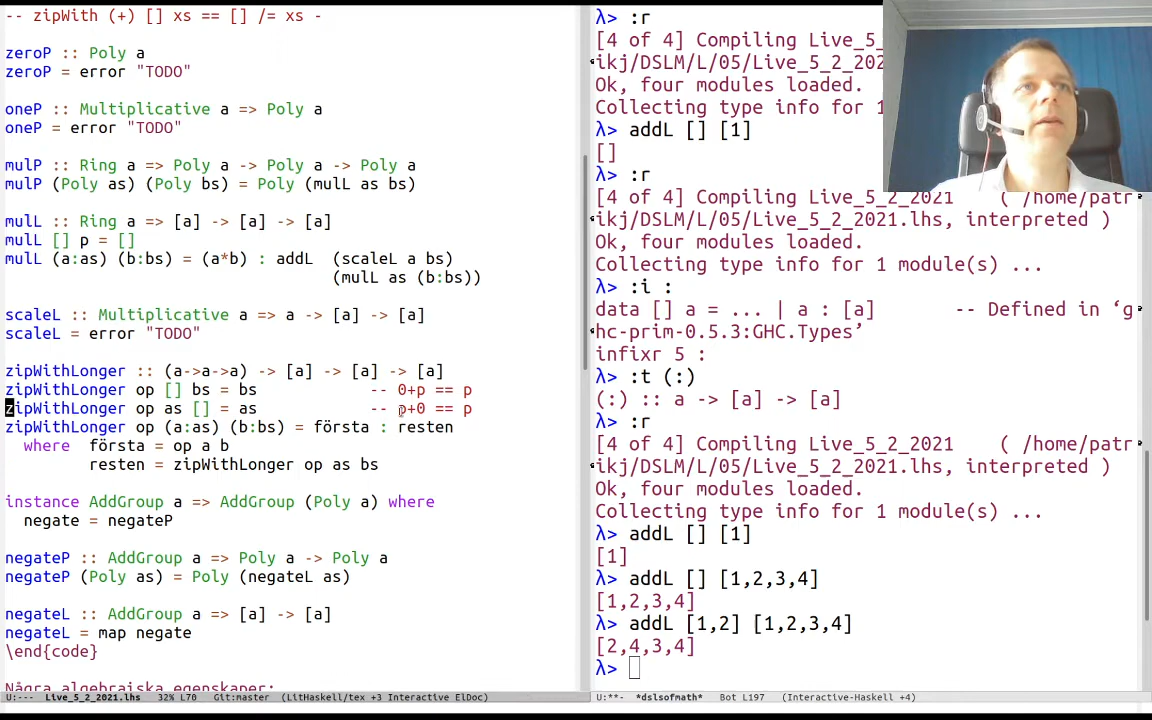 -- zipWith (+) [] xs == [] /= xs -
zeroP :: Poly a
zeroP = error "TODO"
oneP :: Multiplicative a => Poly a
oneP = error "TODO"
mulP :: Ring a => Poly a -> Poly a -> Poly a
mulP (Poly as) (Poly bs) = Poly (mulL as bs)
mulL :: Ring a => [a] -> [a] -> [a]
mulL [] p = []
mulL (a:as) (b:bs) = (a*b) : addL  (scaleL a bs)
(mulL as (b:bs))
scaleL :: Multiplicative a => a -> [a] -> [a]
scaleL = error "TODO"
zipWithLonger :: (a->a->a) -> [a] -> [a] -> [a]
zipWithLonger op [] bs = bs            -- 0+p == p
zipWithLonger op as [] = as            -- p+0 == p
zipWithLonger op (a:as) (b:bs) = första : resten
where  första = op a b
resten = zipWithLonger op as bs
instance AddGroup a => AddGroup (Poly a) where
negate = negateP
negateP :: AddGroup a => Poly a -> Poly a
negateP (Poly as) = Poly (negateL as)
negateL :: AddGroup a => [a] -> [a]
negateL = map negate
\end{code}
Några algebraiska egenskaper:
U:---  Live_5_2_2021.lhs   32% L70   Git:master  (LitHaskell/tex +3 Interactive ElDoc)
λ> :r
[4 of 4] Compiling Live_5_
ikj/DSLM/L/05/Live_5_2_202
Ok, four modules loaded.
Collecting type info for 1
λ> addL [] [1]
[]
λ> :r
[4 of 4] Compiling Live_5_2_2021    ( /home/patr
ikj/DSLM/L/05/Live_5_2_2021.lhs, interpreted )
Ok, four modules loaded.
Collecting type info for 1 module(s) ...
λ> :i :
data [] a = ... | a : [a]       -- Defined in ‘g
hc-prim-0.5.3:GHC.Types’
infixr 5 :
λ> :t (:)
(:) :: a -> [a] -> [a]
λ> :r
[4 of 4] Compiling Live_5_2_2021    ( /home/patr
ikj/DSLM/L/05/Live_5_2_2021.lhs, interpreted )
Ok, four modules loaded.
Collecting type info for 1 module(s) ...
λ> addL [] [1]
[1]
λ> addL [] [1,2,3,4]
[1,2,3,4]
λ> addL [1,2] [1,2,3,4]
[2,4,3,4]
λ>
U:**-  *dslsofmath*   Bot L197   (Interactive-Haskell +4)